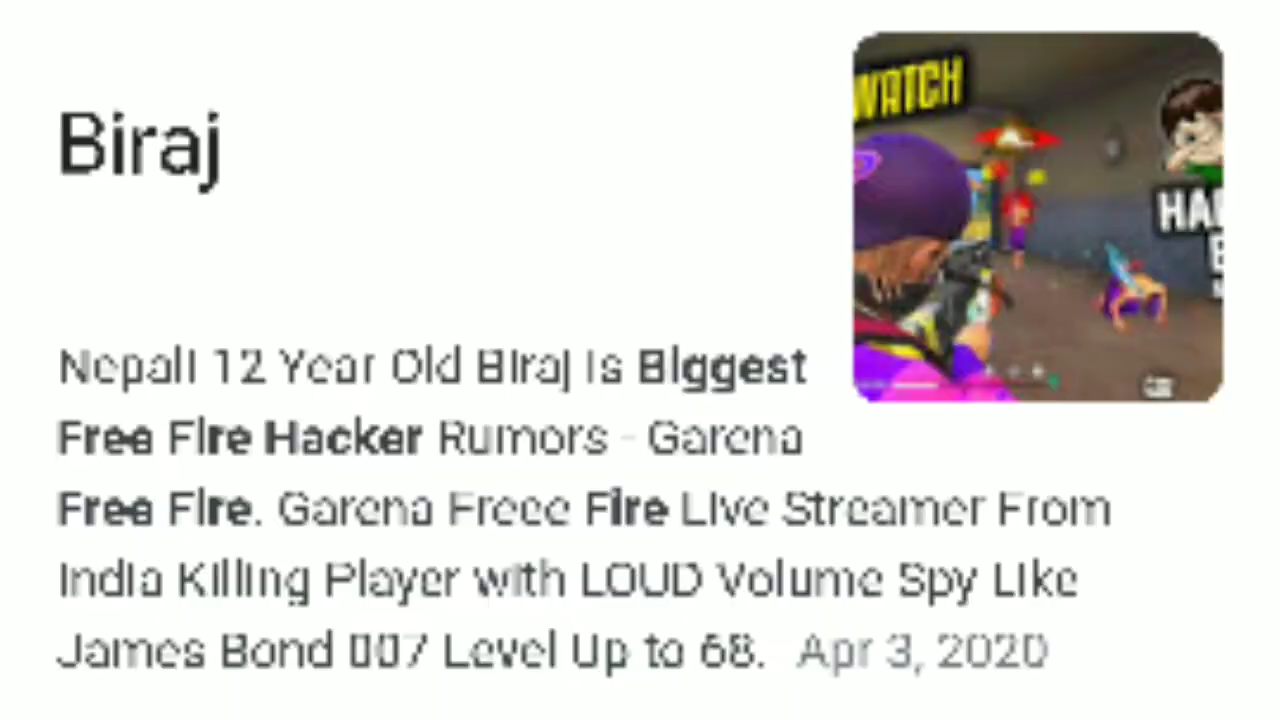 Biraj
WATCH
Nepali 12 Year Old Biraj is Biggest
Free Fire Hacker Rumors - Garena
Free Fire. Garena Freee Fire Live Streamer From
India Killing Player with LOUD Volume Spy Like
James Bond 007 Level Up to 68. Apr 3, 2020